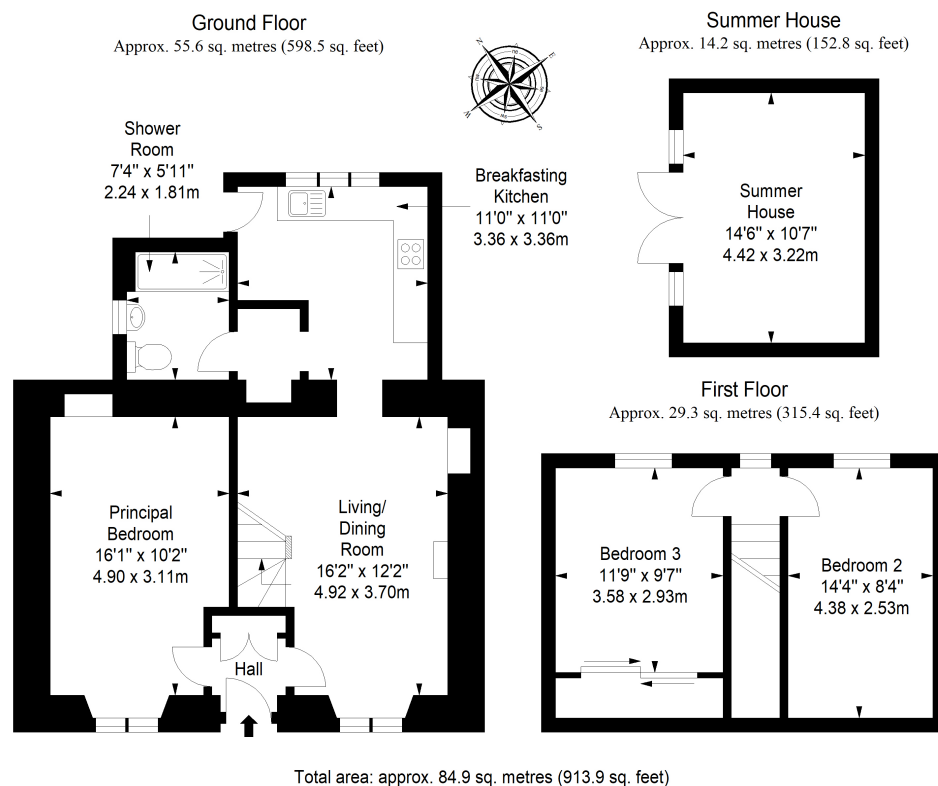 Ground Floor
Approx. 55.6 sq. metres (598.5 sq. feet)
Summer House
Approx. 14.2 sq. metres (152.8 sq. feet)
N
E
S
W
Shower
Room
7'4" x 5'11"
2.24 x 1.81m
Breakfasting
Kitchen
11'0" x 11'0"
3.36 x 3.36m
Summer
House
14'6" x 10'7"
4.42 x 3.22m
First Floor
Approx. 29.3 sq. metres (315.4 sq. feet)
Principal
Bedroom
16'1" x 10'2"
4.90 x 3.11m
Living/
Dining
Room
16'2" x 12'2"
4.92 x 3.70m
Hall
Bedroom 3
11'9" x 9'7"
3.58 x 2.93m
Bedroom 2
14'4" x 8'4"
4.38 x 2.53m
Total area: approx. 84.9 sq. metres (913.9 sq. feet)